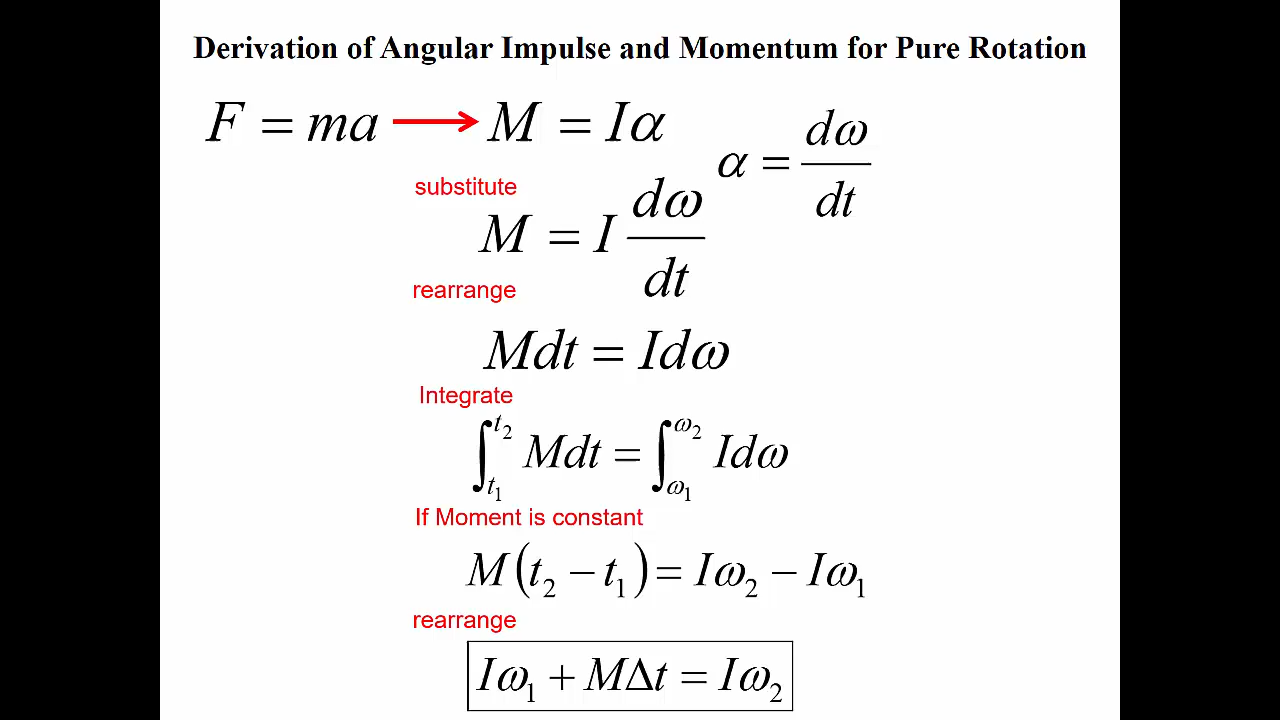 Derivation of Angular Impulse and Momentum for Pure Rotation
F = ma → M = Iα
α = dω/dt
substitute
M = I dω/dt
rearrange
Mdt = Idω
Integrate
∫_{t₁}^{t₂} Mdt = ∫_{ω₁}^{ω₂} Idω
If Moment is constant
M(t₂ − t₁) = Iω₂ − Iω₁
rearrange
Iω₁ + MΔt = Iω₂